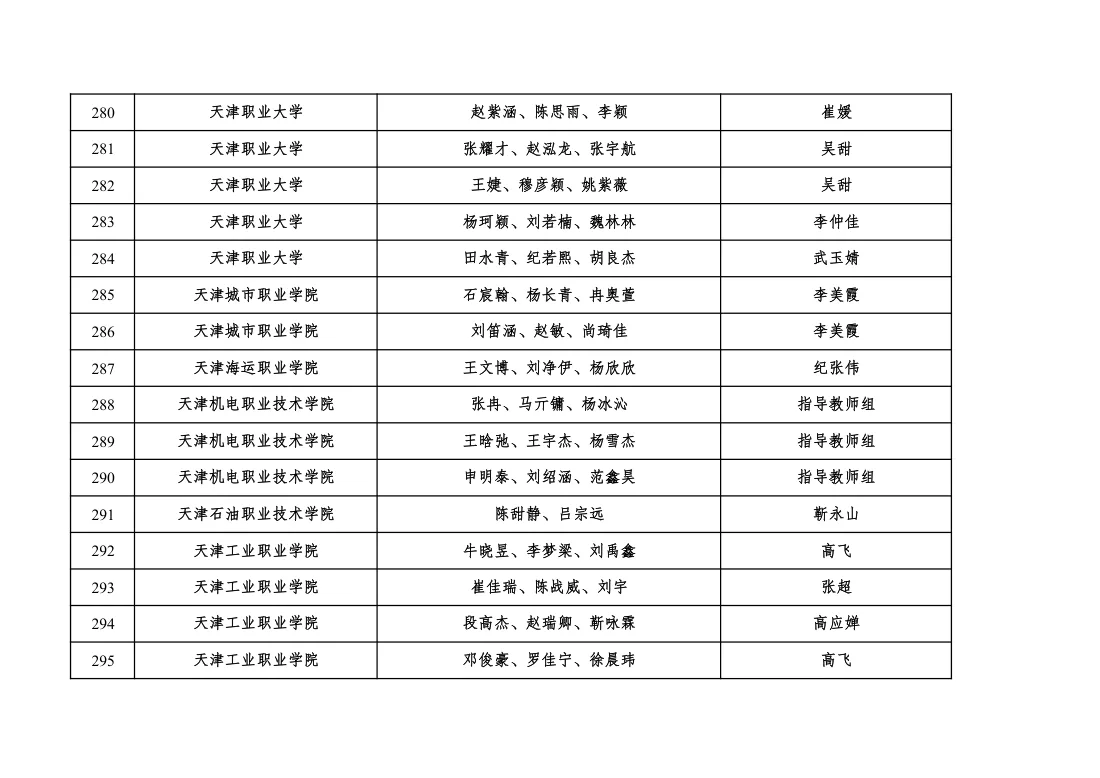 280 天津职业大学 赵紫涵、陈思雨、李颖 崔媛
281 天津职业大学 张耀才、赵泓龙、张宇航 吴甜
282 天津职业大学 王婕、穆彦颖、姚紫薇 吴甜
283 天津职业大学 杨珂颖、刘若楠、魏林林 李仲佳
284 天津职业大学 田水青、纪若熙、胡良杰 武玉婧
285 天津城市职业学院 石宸翰、杨长青、冉奥萱 李美霞
286 天津城市职业学院 刘笛涵、赵敏、尚琦佳 李美霞
287 天津海运职业学院 王文博、刘净伊、杨欣欣 纪张伟
288 天津机电职业技术学院 张冉、马亓镛、杨冰沁 指导教师组
289 天津机电职业技术学院 王晗弛、王宇杰、杨雪杰 指导教师组
290 天津机电职业技术学院 申明泰、刘绍涵、范鑫昊 指导教师组
291 天津石油职业技术学院 陈甜静、吕宗远 靳永山
292 天津工业职业学院 牛晓昱、李梦梁、刘禹鑫 高飞
293 天津工业职业学院 崔佳瑞、陈战威、刘宇 张超
294 天津工业职业学院 段高杰、赵瑞卿、靳咏霖 高应婵
295 天津工业职业学院 邓俊豪、罗佳宁、徐晨玮 高飞